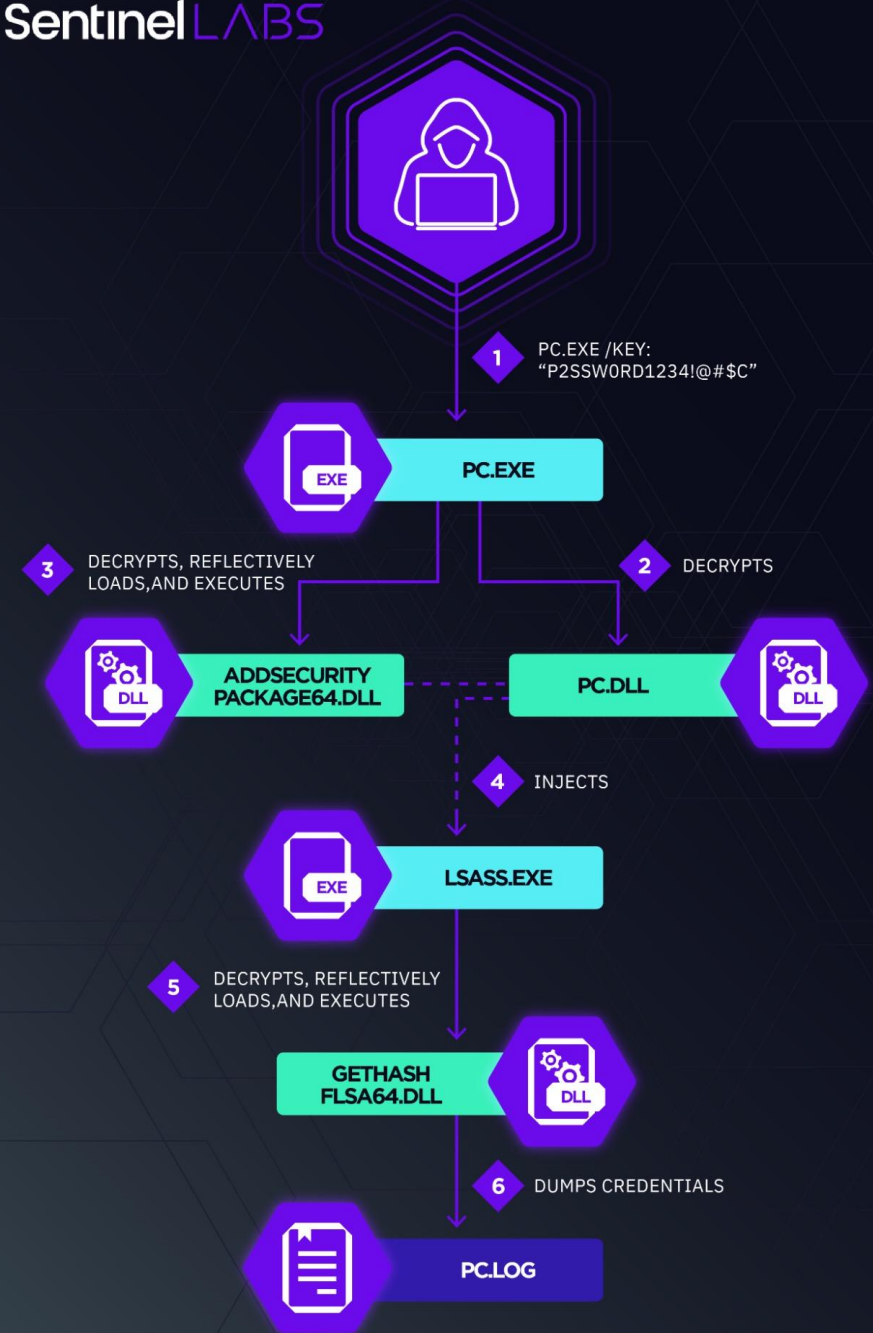 SentinelLABS
1
PC.EXE /KEY:
“P2SSW0RD1234!@#$C”
EXE
PC.EXE
3
DECRYPTS, REFLECTIVELY
LOADS,AND EXECUTES
2
DECRYPTS
DLL
ADDSECURITY
PACKAGE64.DLL
PC.DLL
DLL
4
INJECTS
EXE
LSASS.EXE
5
DECRYPTS, REFLECTIVELY
LOADS,AND EXECUTES
GETHASH
FLSA64.DLL
DLL
6
DUMPS CREDENTIALS
PC.LOG